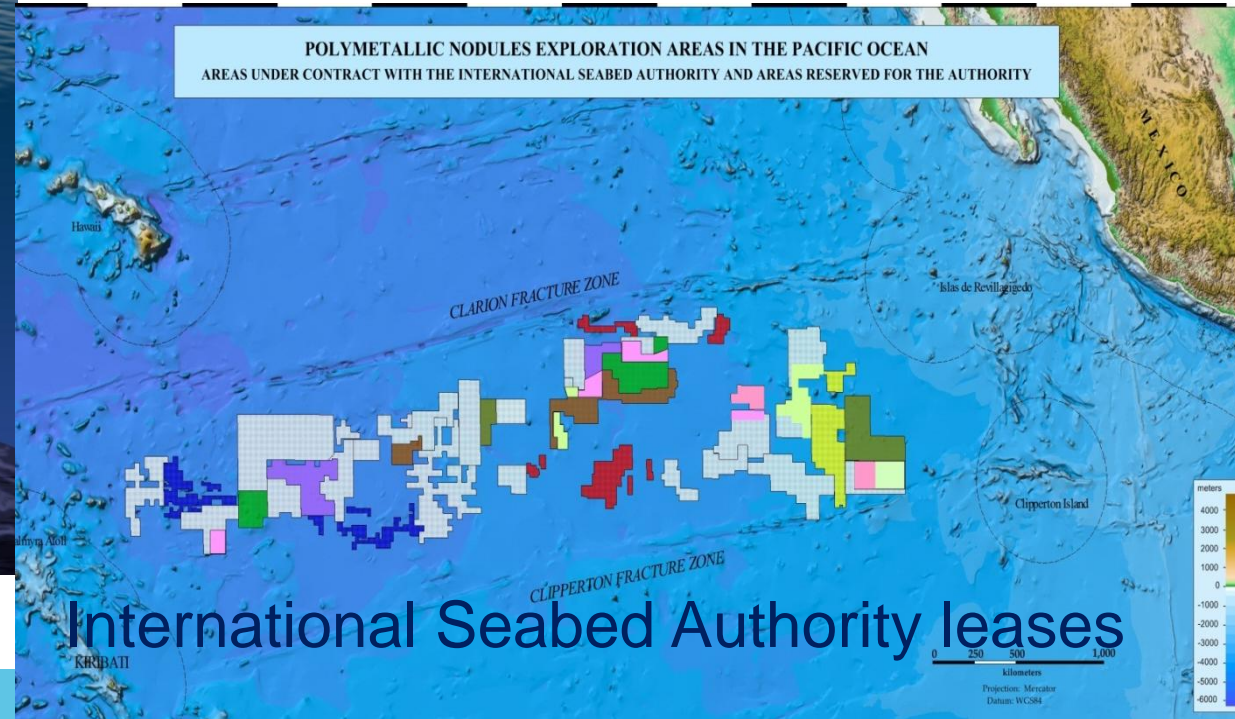 POLYMETALLIC NODULES EXPLORATION AREAS IN THE PACIFIC OCEAN
AREAS UNDER CONTRACT WITH THE INTERNATIONAL SEABED AUTHORITY AND AREAS RESERVED FOR THE AUTHORITY
MEXICO
Hawaii
CLARION FRACTURE ZONE
Islas de Revillagigedo
meters
4000
3000
2000
1000
0
-1000
-2000
-3000
-4000
-5000
-6000
Clipperton Island
Atoll
CLIPPERTON FRACTURE ZONE
International Seabed Authority leases
KIRIBATI
0 250 500 1,000
kilometers
Projection: Mercator
Datum: WGS84